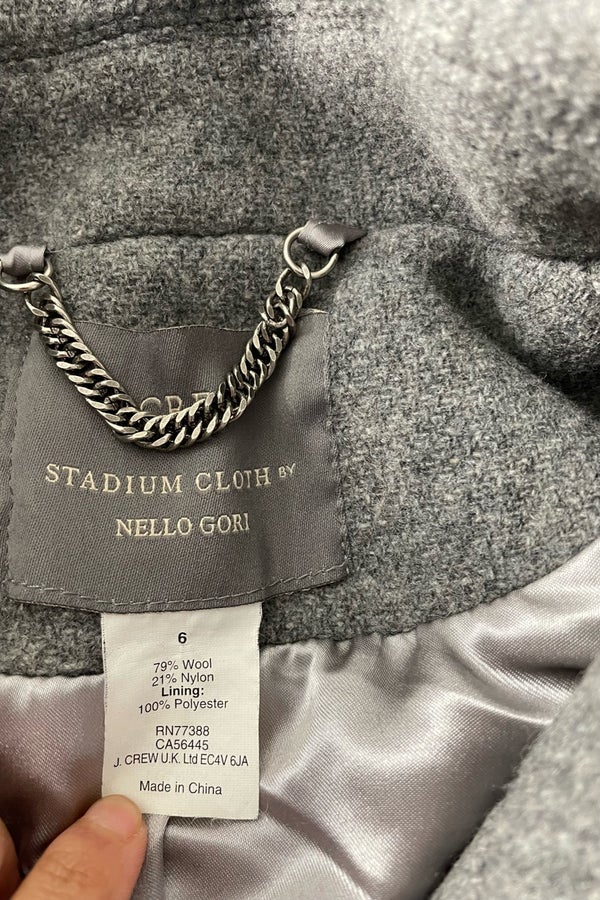 STADIUM CLOTH BY
NELLO GORI
6
79% Wool
21% Nylon
Lining:
100% Polyester
RN77388
CA56445
J. CREW U.K. Ltd EC4V 6JA
Made in China